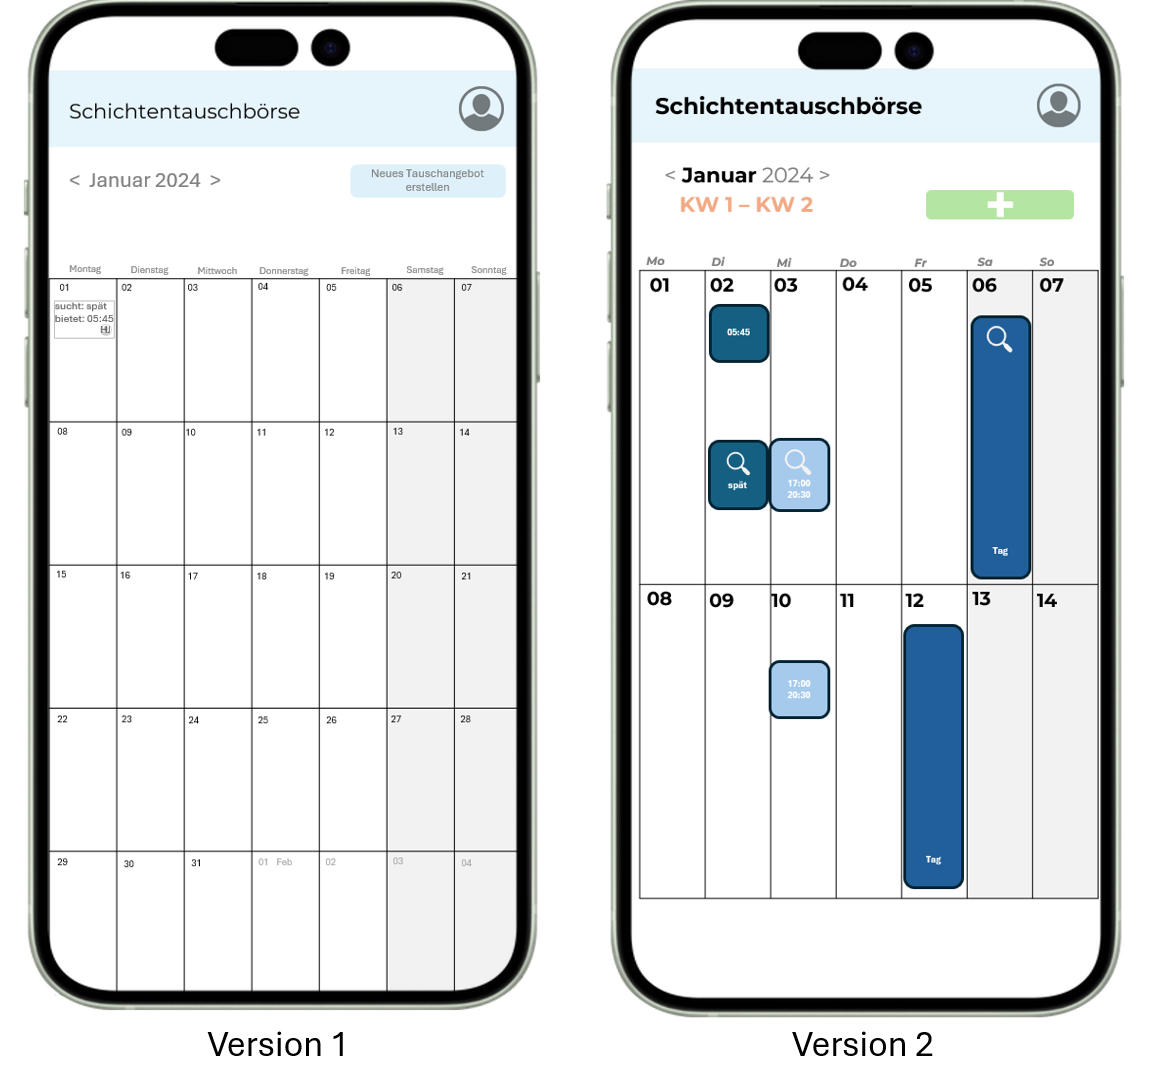 Schichtentauschbörse
< Januar 2024 >
Neues Tauschangebot
erstellen
Montag Dienstag Mittwoch Donnerstag Freitag Samstag Sonntag
01 02 03 04 05 06 07
sucht: spät
bietet: 05:45
HJ
08 09 10 11 12 13 14
15 16 17 18 19 20 21
22 23 24 25 26 27 28
29 30 31 01 Feb 02 03 04
Version 1
Schichtentauschbörse
< Januar 2024 >
KW 1 – KW 2
Mo Di Mi Do Fr Sa So
01 02 03 04 05 06 07
05:45
spät
17:00
20:30
Tag
08 09 10 11 12 13 14
17:00
20:30
Tag
Version 2